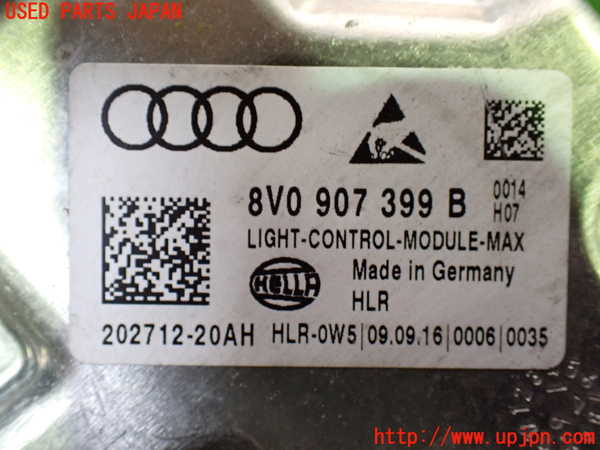 USED PARTS JAPAN
8V0 907 399 B
0014
H07
LIGHT-CONTROL-MODULE-MAX
HELLA
Made in Germany
HLR
202712-20AH HLR-0W5|09.09.16|0006|0035
http://www.upjpn.com